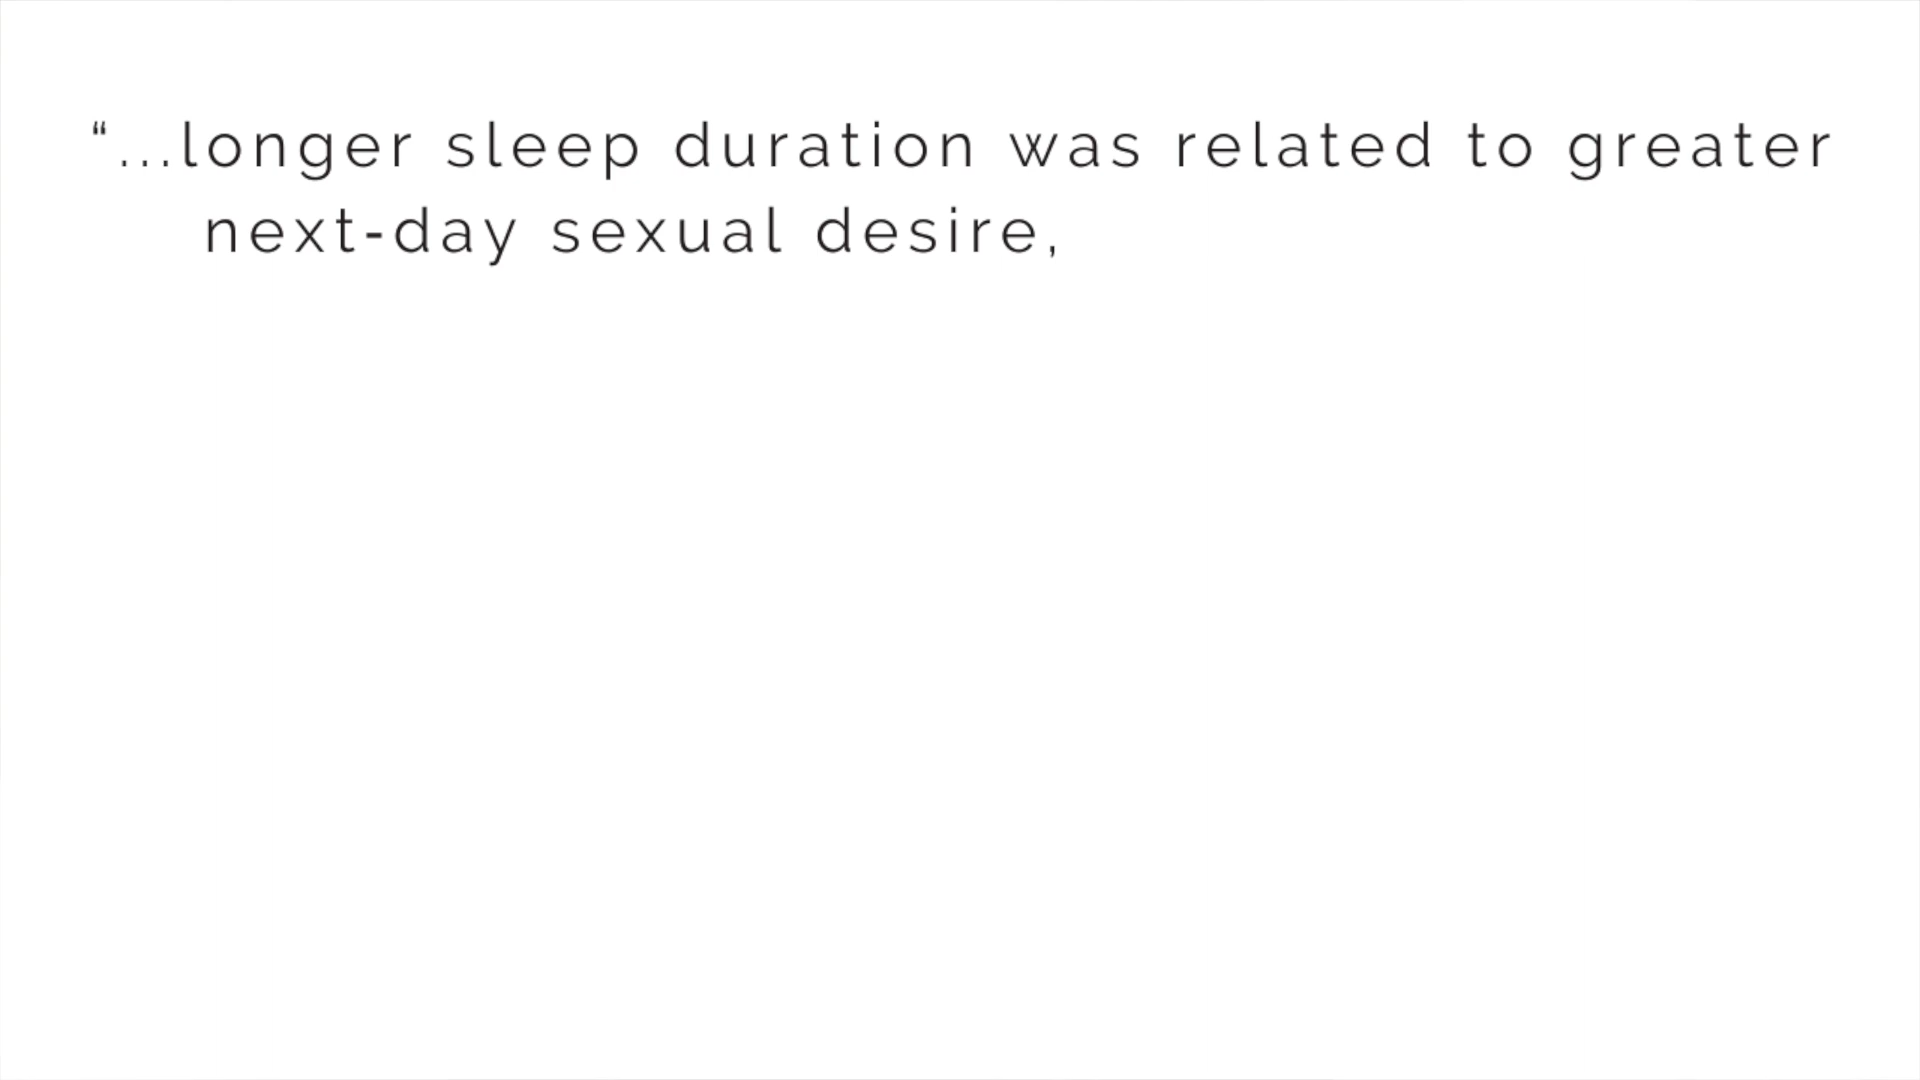 “...longer sleep duration was related to greater
next-day sexual desire,